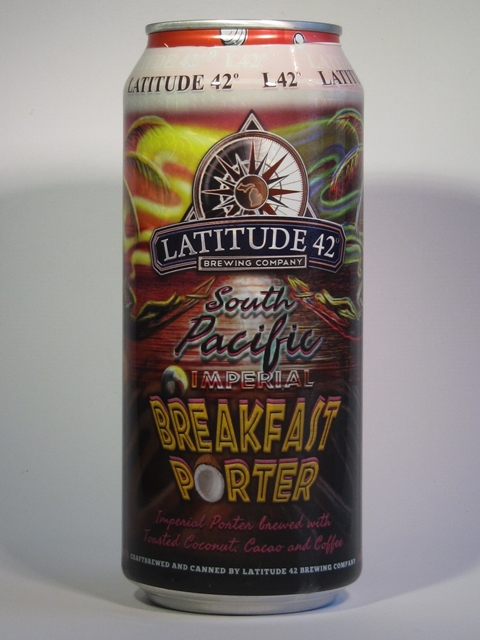 LATITUDE 42° L42° LATIT
LATITUDE 42°
BREWING COMPANY
South
Pacific
IMPERIAL
BREAKFAST
PORTER
Imperial Porter brewed with
Toasted Coconut, Cacao and Coffee
CRAFTBREWED AND CANNED BY LATITUDE 42 BREWING COMPANY